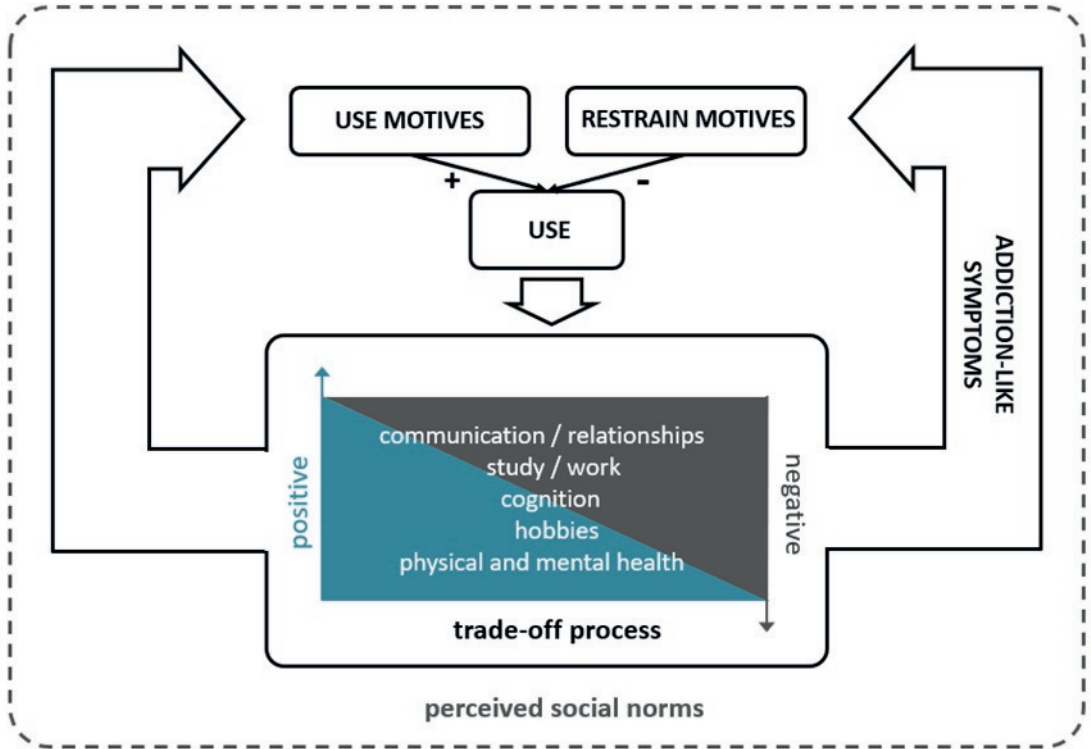 USE MOTIVES
RESTRAIN MOTIVES
+
-
USE
ADDICTION-LIKE
SYMPTOMS
positive
communication / relationships
study / work
cognition
hobbies
physical and mental health
negative
trade-off process
perceived social norms